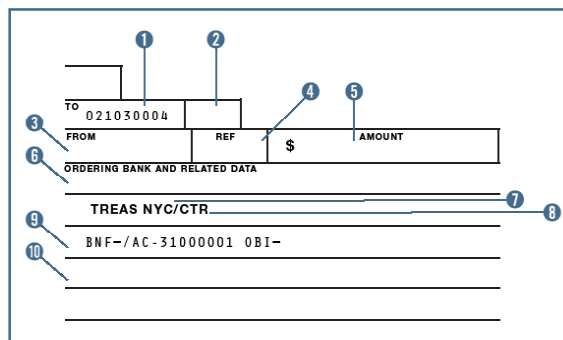 1 2
TO 021030004
3 FROM REF 4 $ 5 AMOUNT
6 ORDERING BANK AND RELATED DATA
TREAS NYC/CTR 7 8
9 BNF-/AC-31000001 OBI-
10